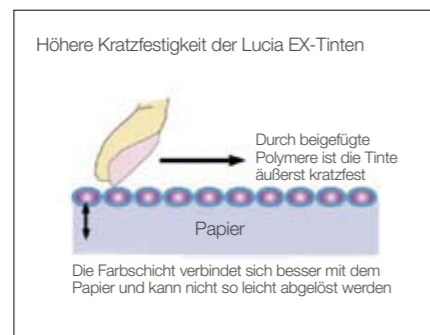 Höhere Kratzfestigkeit der Lucia EX-Tinten
Durch beigefügte
Polymere ist die Tinte
äußerst kratzfest
Papier
Die Farbschicht verbindet sich besser mit dem
Papier und kann nicht so leicht abgelöst werden